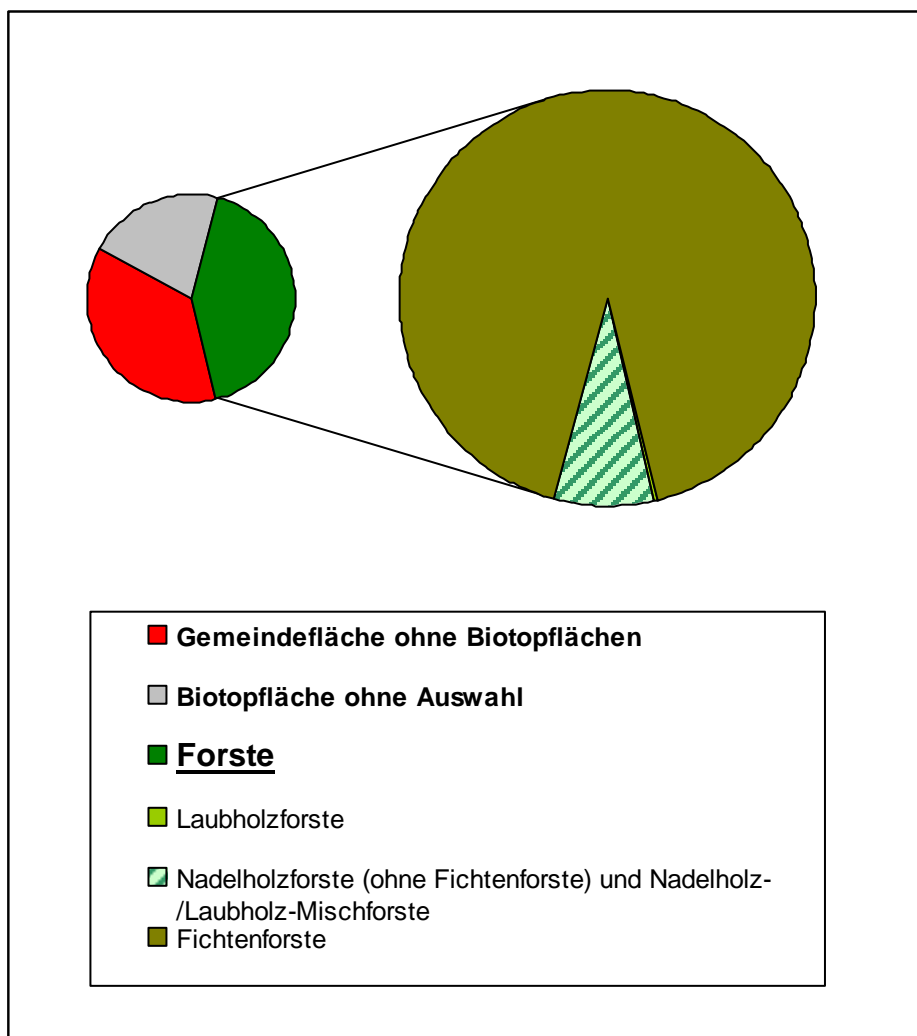 Gemeindefläche ohne Biotopflächen
Biotopfläche ohne Auswahl
Forste
Laubholzforste
Nadelholzforste (ohne Fichtenforste) und Nadelholz-
/Laubholz-Mischforste
Fichtenforste